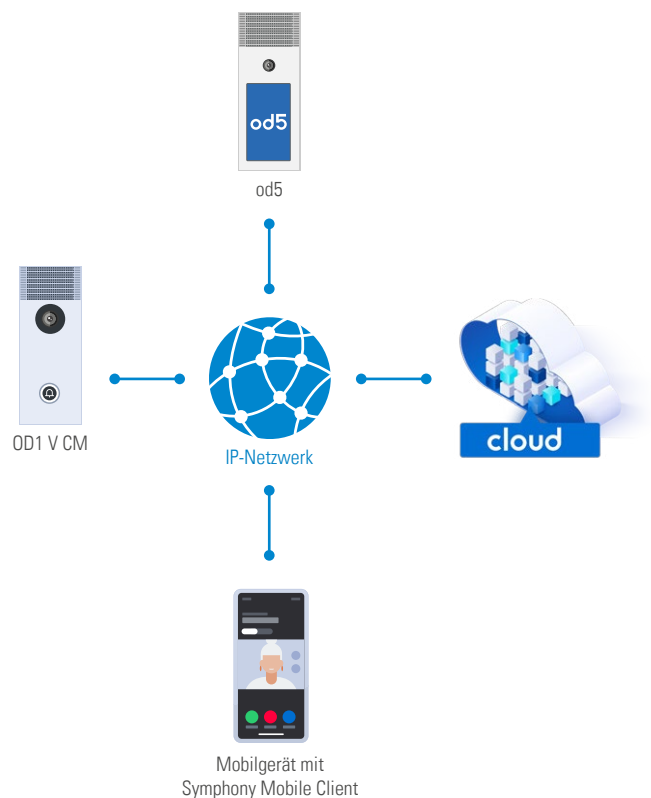 od5
od5
OD1 V CM
IP-Netzwerk
cloud
Mobilgerät mit
Symphony Mobile Client